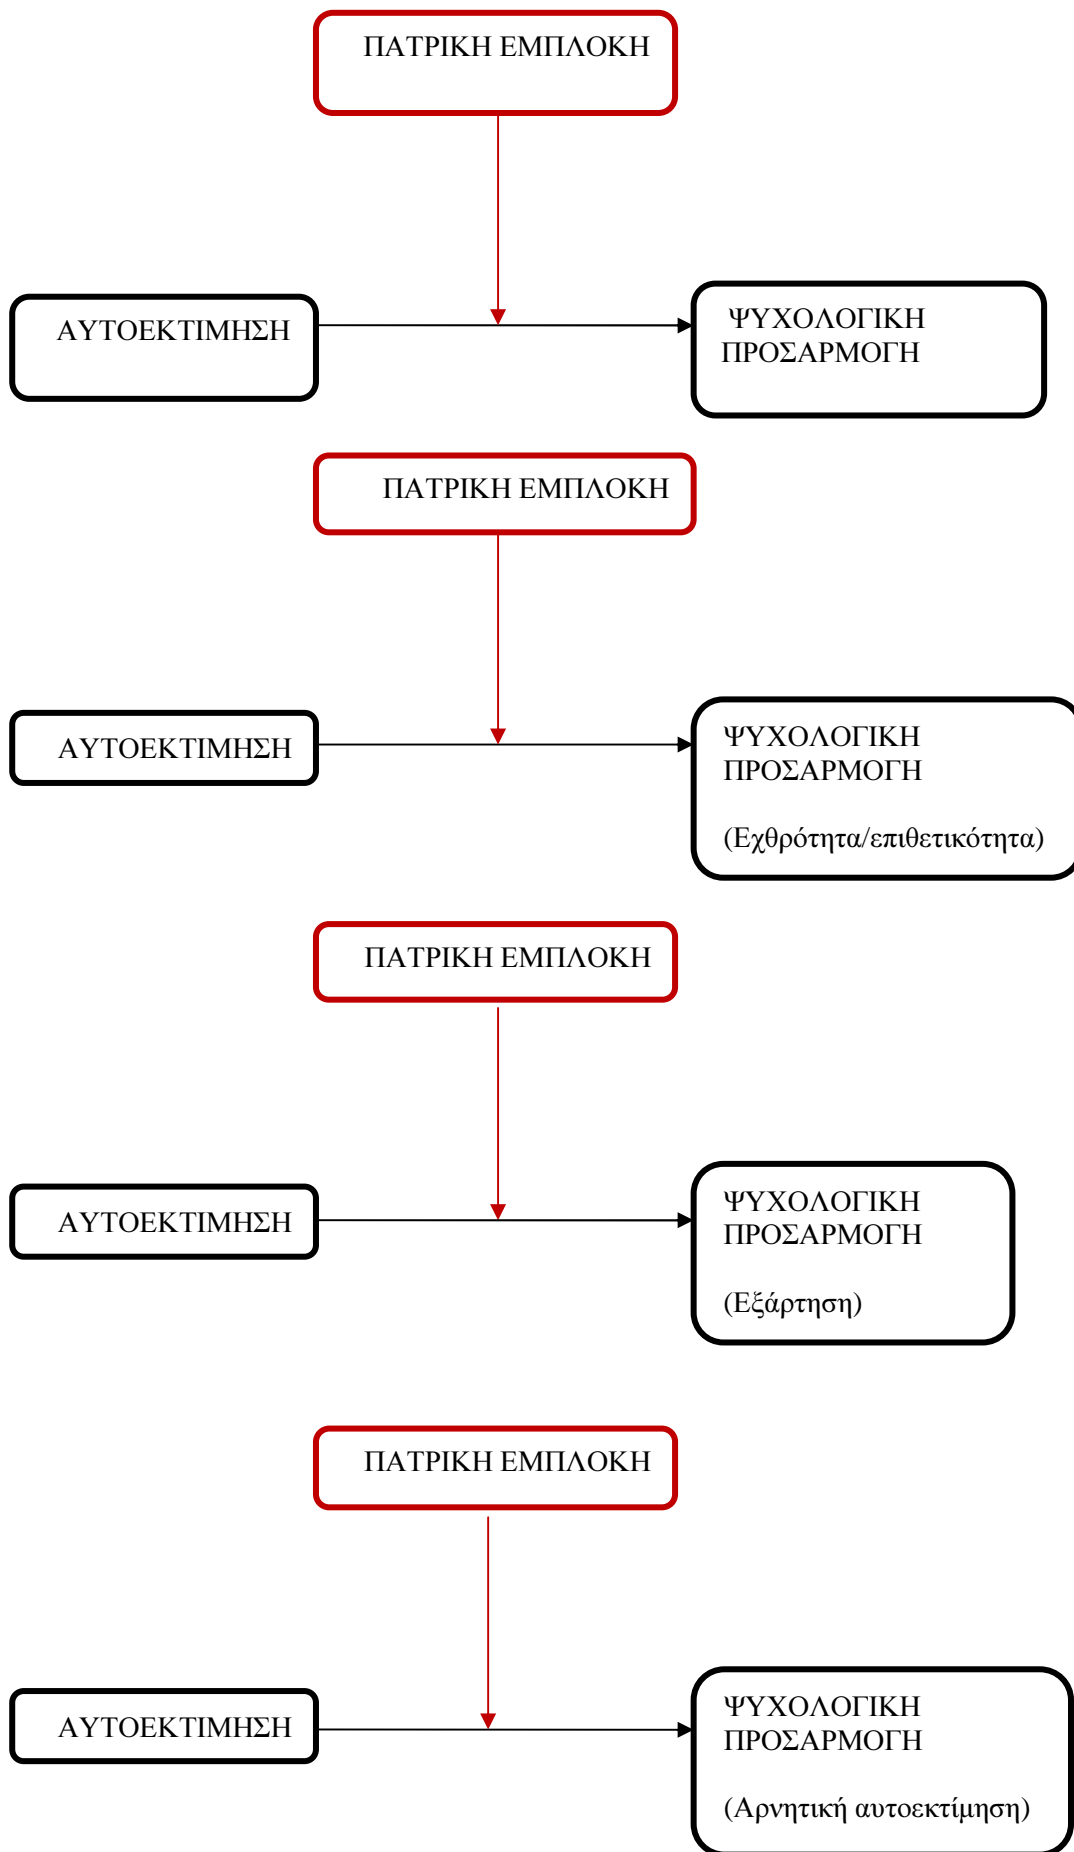 ΠΑΤΡΙΚΗ ΕΜΠΛΟΚΗ
ΑΥΤΟΕΚΤΙΜΗΣΗ
ΨΥΧΟΛΟΓΙΚΗ
ΠΡΟΣΑΡΜΟΓΗ
ΠΑΤΡΙΚΗ ΕΜΠΛΟΚΗ
ΑΥΤΟΕΚΤΙΜΗΣΗ
ΨΥΧΟΛΟΓΙΚΗ
ΠΡΟΣΑΡΜΟΓΗ
(Εχθρότητα/επιθετικότητα)
ΠΑΤΡΙΚΗ ΕΜΠΛΟΚΗ
ΑΥΤΟΕΚΤΙΜΗΣΗ
ΨΥΧΟΛΟΓΙΚΗ
ΠΡΟΣΑΡΜΟΓΗ
(Εξάρτηση)
ΠΑΤΡΙΚΗ ΕΜΠΛΟΚΗ
ΑΥΤΟΕΚΤΙΜΗΣΗ
ΨΥΧΟΛΟΓΙΚΗ
ΠΡΟΣΑΡΜΟΓΗ
(Αρνητική αυτοεκτίμηση)